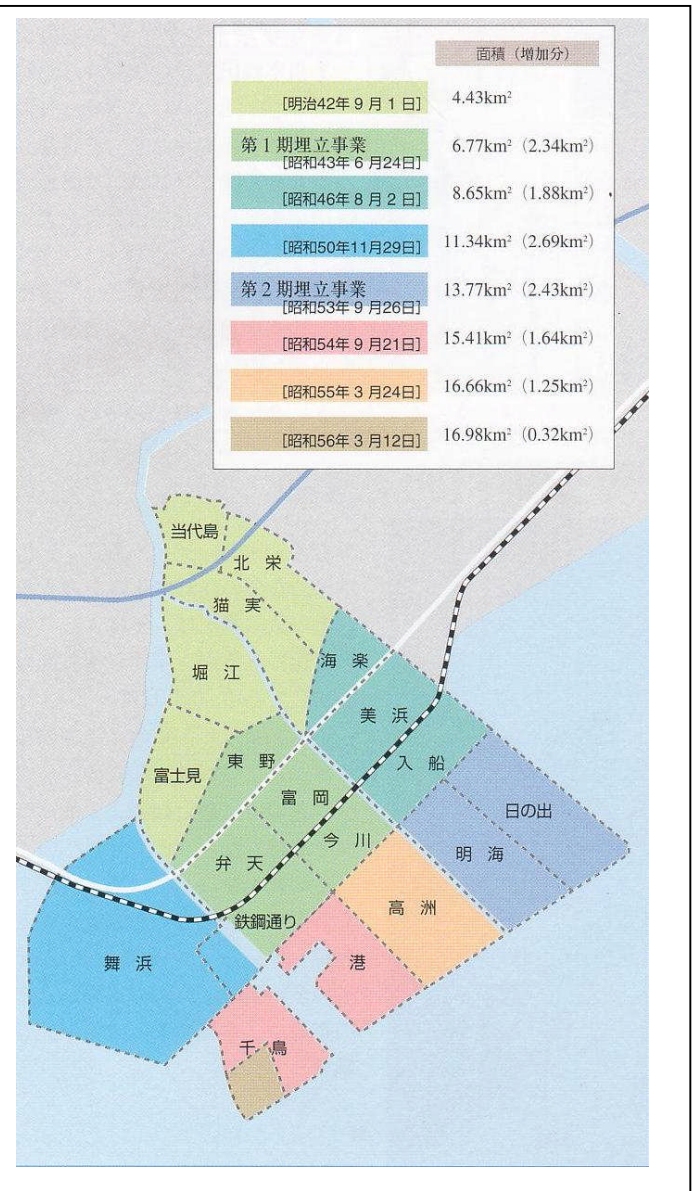 面積（増加分）
[明治42年 9 月 1 日] 4.43km²
第 1 期埋立事業
[昭和43年 6 月24日] 6.77km²（2.34km²）
[昭和46年 8 月 2 日] 8.65km²（1.88km²）
[昭和50年11月29日] 11.34km²（2.69km²）
第 2 期埋立事業
[昭和53年 9 月26日] 13.77km²（2.43km²）
[昭和54年 9 月21日] 15.41km²（1.64km²）
[昭和55年 3 月24日] 16.66km²（1.25km²）
[昭和56年 3 月12日] 16.98km²（0.32km²）
当代島
北 栄
猫 実
海 楽
堀 江
美 浜
東 野
入 船
富士見
富 岡
日の出
今 川
明 海
弁 天
高 洲
鉄鋼通り
舞 浜
港
千 鳥